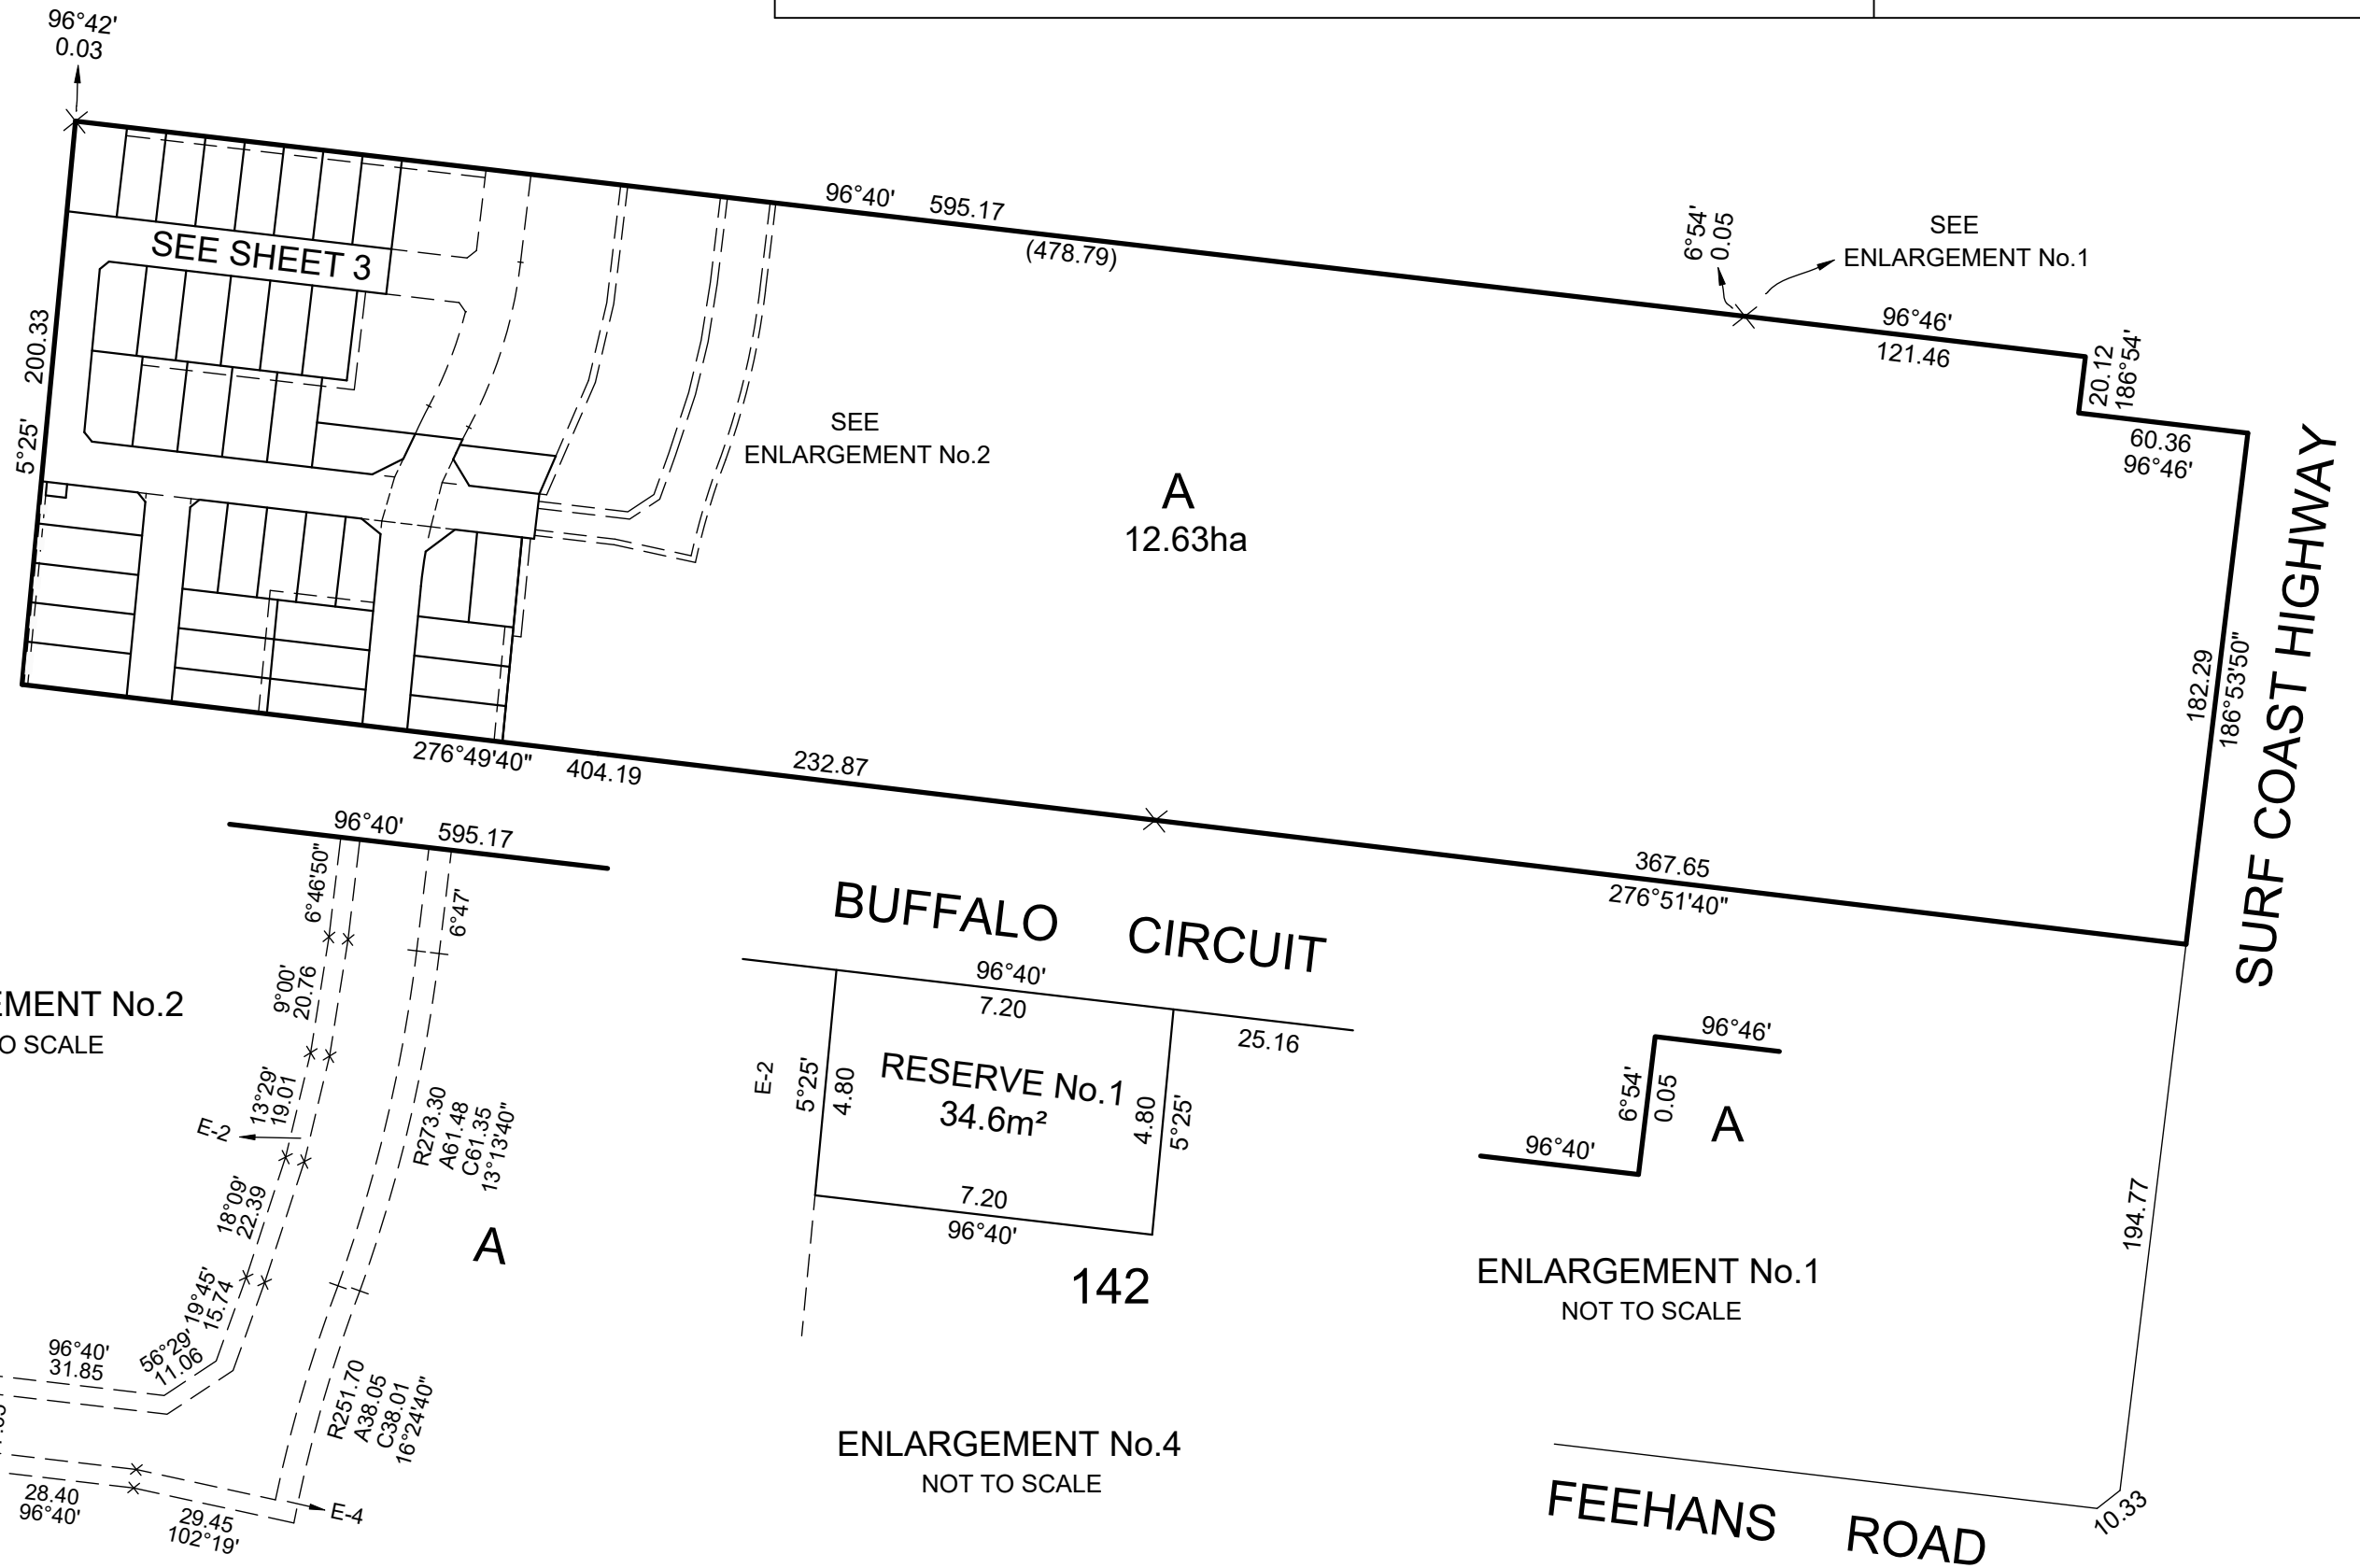 96°42'
0.03
SEE SHEET 3
96°40' 595.17
(478.79)
6°54'
0.05
SEE
ENLARGEMENT No.1
96°46'
121.46
20.12
186°54'
60.36
96°46'
5°25' 200.33
SEE
ENLARGEMENT No.2
A
12.63ha
182.29
186°53'50"
SURF COAST HIGHWAY
276°49'40" 404.19
232.87
367.65
276°51'40"
96°40' 595.17
6°46'50"
6°47'
9°00'
20.76
13°29'
19.01
E-2
18°09'
22.39
19°45'
15.74
56°29'
11.06
96°40'
31.85
R273.30
A61.48
C61.35
13°13'40"
A
R251.70
A38.05
C38.01
16°24'40"
28.40
96°40'
29.45
102°19'
E-4
No.2
SCALE
BUFFALO CIRCUIT
96°40'
7.20
25.16
E-2
5°25'
4.80
RESERVE No.1
34.6m²
4.80
5°25'
7.20
96°40'
142
ENLARGEMENT No.4
NOT TO SCALE
96°46'
6°54'
0.05
A
96°40'
ENLARGEMENT No.1
NOT TO SCALE
194.77
10.33
FEEHANS ROAD